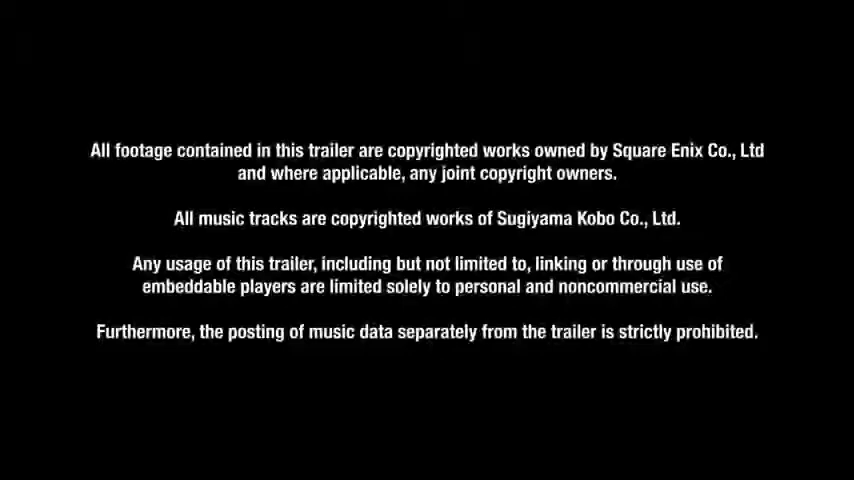 All footage contained in this trailer are copyrighted works owned by Square Enix Co., Ltd
and where applicable, any joint copyright owners.
All music tracks are copyrighted works of Sugiyama Kobo Co., Ltd.
Any usage of this trailer, including but not limited to, linking or through use of
embeddable players are limited solely to personal and noncommercial use.
Furthermore, the posting of music data separately from the trailer is strictly prohibited.